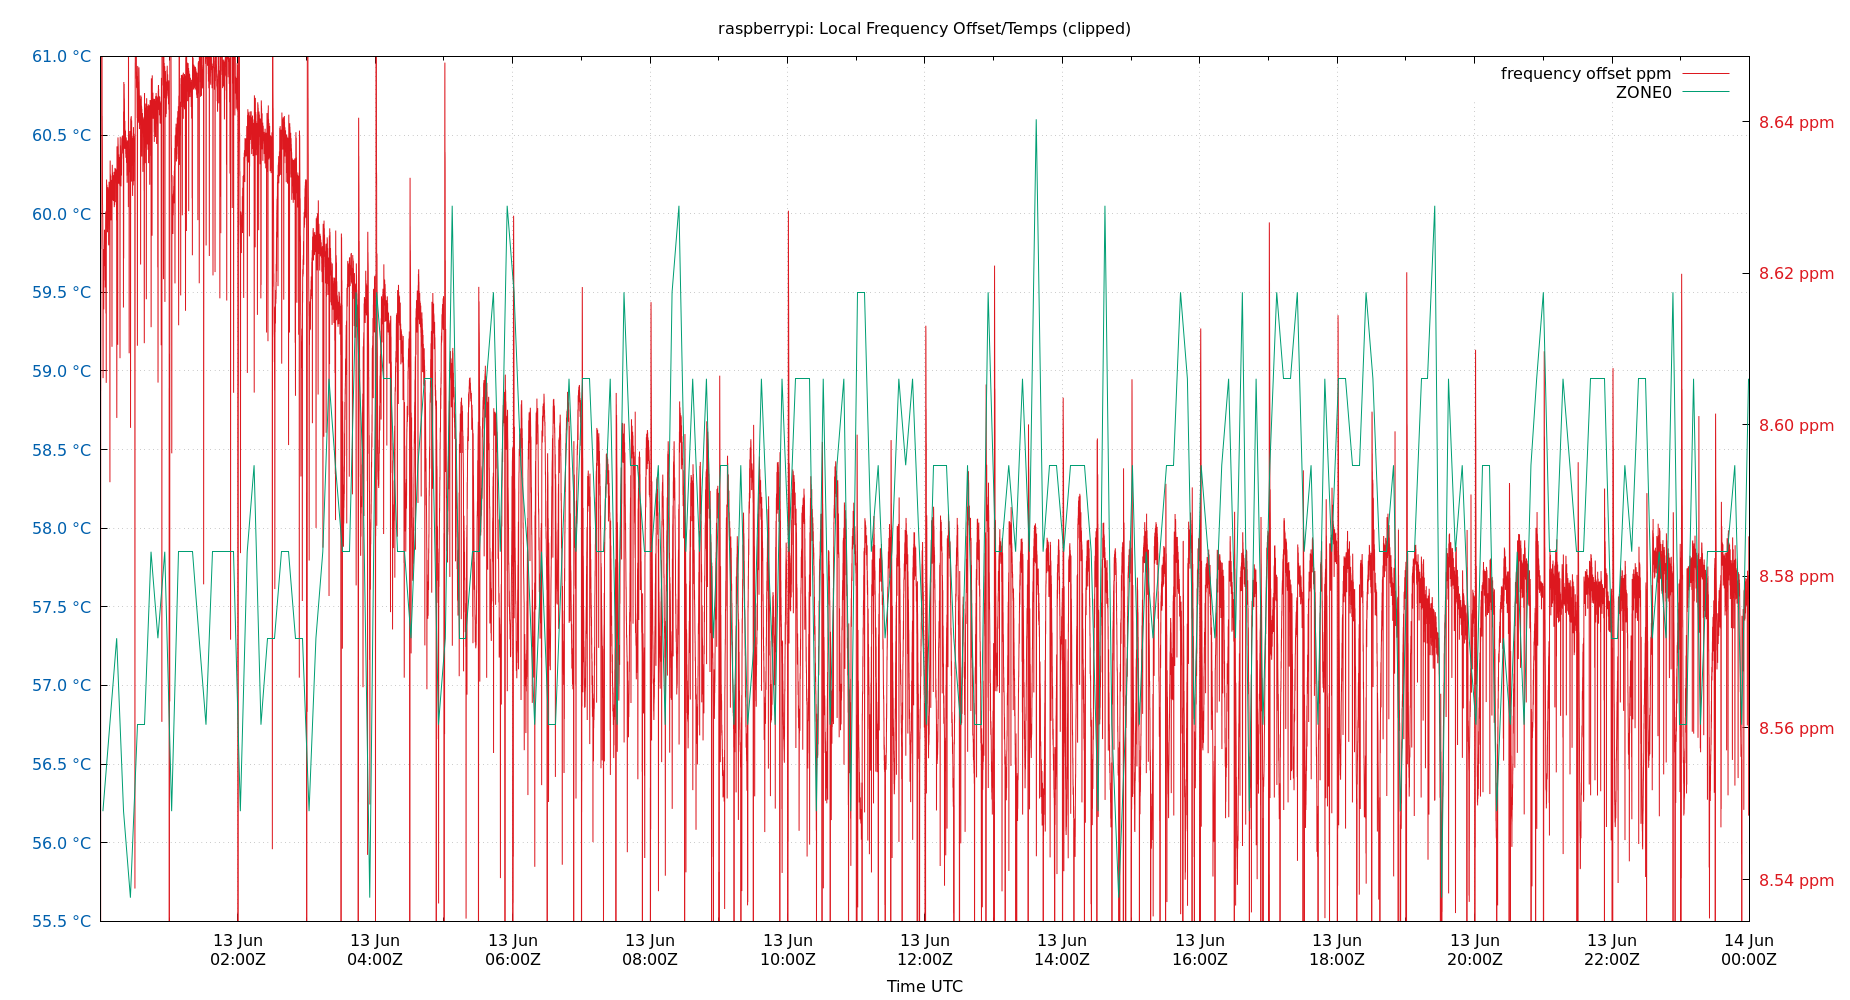 raspberrypi: Local Frequency Offset/Temps (clipped)
61.0 °C
60.5 °C
60.0 °C
59.5 °C
59.0 °C
58.5 °C
58.0 °C
57.5 °C
57.0 °C
56.5 °C
56.0 °C
55.5 °C
frequency offset ppm
ZONE0
8.64 ppm
8.62 ppm
8.60 ppm
8.58 ppm
8.56 ppm
8.54 ppm
13 Jun
02:00Z
13 Jun
04:00Z
13 Jun
06:00Z
13 Jun
08:00Z
13 Jun
10:00Z
13 Jun
12:00Z
13 Jun
14:00Z
13 Jun
16:00Z
13 Jun
18:00Z
13 Jun
20:00Z
13 Jun
22:00Z
14 Jun
00:00Z
Time UTC